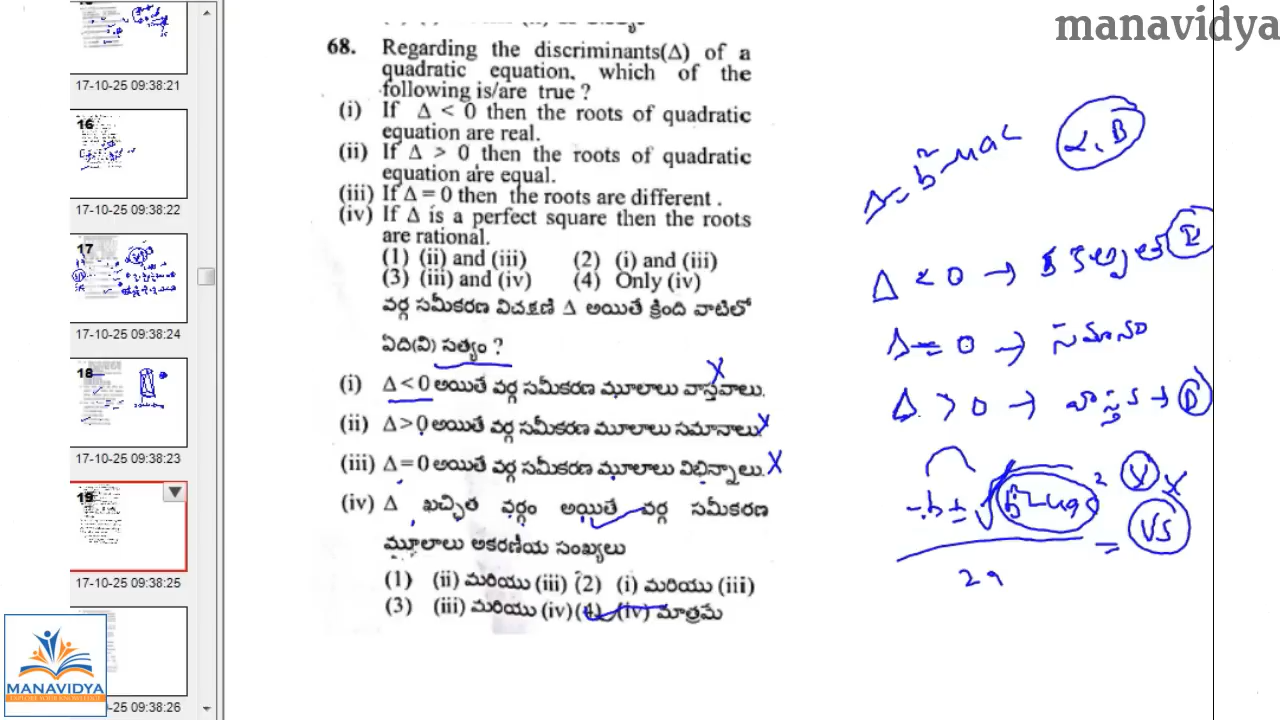 manavidya
68. Regarding the discriminants(Δ) of a
quadratic equation, which of the
following is/are true ?
(i) If Δ < 0 then the roots of quadratic
equation are real.
(ii) If Δ > 0 then the roots of quadratic
equation are equal.
(iii) If Δ = 0 then the roots are different .
(iv) If Δ is a perfect square then the roots
are rational.
(1) (ii) and (iii) (2) (i) and (iii)
(3) (iii) and (iv) (4) Only (iv)
వర్గ సమీకరణ విచక్షణి Δ అయితే క్రింది వాటిలో
ఏది(వి) సత్యం ?
(i) Δ < 0 అయితే వర్గ సమీకరణ మూలాలు వాస్తవాలు.
(ii) Δ > 0 అయితే వర్గ సమీకరణ మూలాలు సమానాలు
(iii) Δ = 0 అయితే వర్గ సమీకరణ మూలాలు విభిన్నాలు.
(iv) Δ ఖచ్చిత వర్గం అయితే వర్గ సమీకరణ
మూలాలు అకరణీయ సంఖ్యలు
(1) (ii) మరియు (iii) (2) (i) మరియు (iii)
(3) (iii) మరియు (iv) (4) (iv) మాత్రమే
α, β
Δ = b² - 4ac
Δ < 0 →
Δ = 0 → సమానం
Δ > 0 → వాస్తవ → R
-b ± √b² - 4ac
2a
=
17-10-25 09:38:21
16
17-10-25 09:38:22
17
17-10-25 09:38:24
18
17-10-25 09:38:23
19
17-10-25 09:38:25
17-10-25 09:38:26
MANAVIDYA